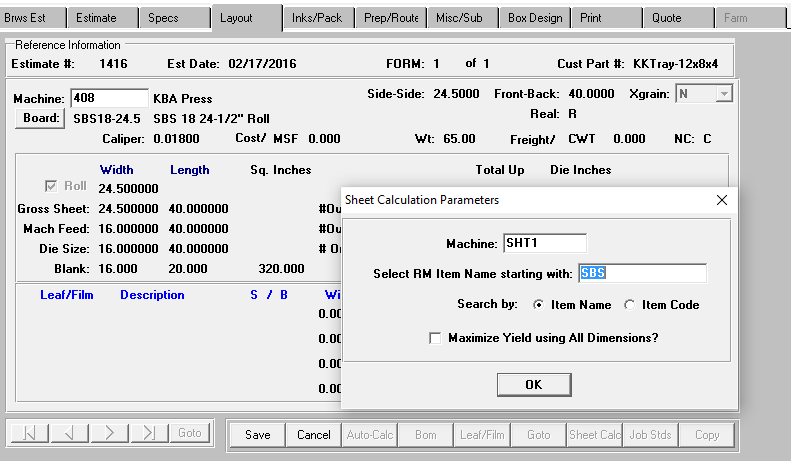 Brws Est Estimate Specs Layout Inks/Pack Prep/Route Misc/Sub Box Design Print Quote Farm
Reference Information
Estimate #: 1416 Est Date: 02/17/2016 FORM: 1 of 1 Cust Part #: KKTray-12x8x4
Machine: 408 KBA Press Side-Side: 24.5000 Front-Back: 40.0000 Xgrain: N
Board: SBS18-24.5 SBS 18 24-1/2" Roll Real: R
Caliper: 0.01800 Cost/ MSF 0.000 Wt: 65.00 Freight/ CWT 0.000 NC: C
Width Length Sq. Inches Total Up Die Inches
Roll 24.500000
Gross Sheet: 24.500000 40.000000
Mach Feed: 16.000000 40.000000
Die Size: 16.000000 40.000000
Blank: 16.000 20.000 320.000
Leaf/Film Description S / B
0.00
0.00
0.00
0.00
Sheet Calculation Parameters
Machine: SHT1
Select RM Item Name starting with: SBS
Search by: Item Name Item Code
Maximize Yield using All Dimensions?
OK
Goto Save Cancel Auto-Calc Bom Leaf/Film Goto Sheet Calc Job Stds Copy